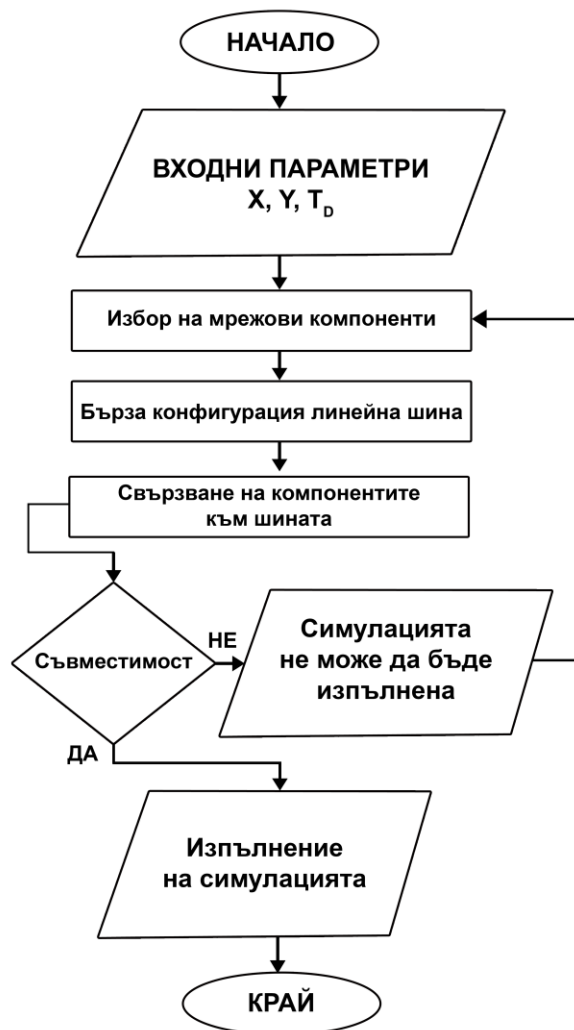 НАЧАЛО
ВХОДНИ ПАРАМЕТРИ
X, Y, T_D
Избор на мрежови компоненти
Бърза конфигурация линейна шина
Свързване на компонентите
към шината
Съвместимост
НЕ
Симулацията
не може да бъде
изпълнена
ДА
Изпълнение
на симулацията
КРАЙ